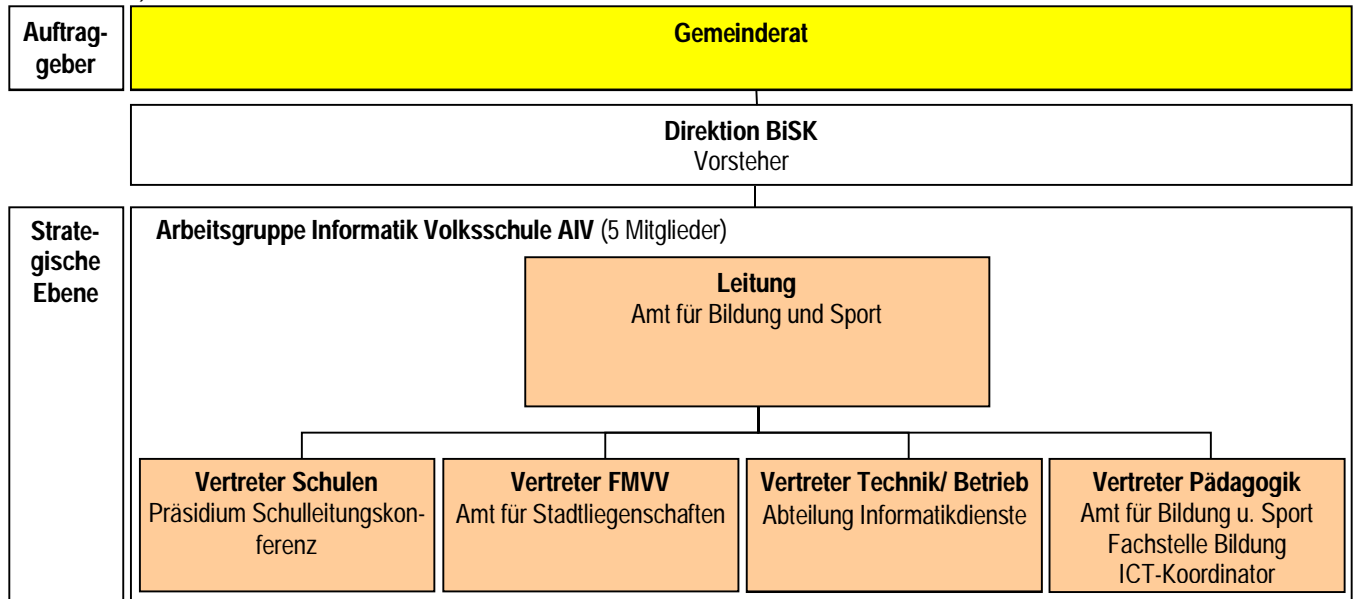 Auftrag-
geber
Gemeinderat
Direktion BiSK
Vorsteher
Strate-
gische
Ebene
Arbeitsgruppe Informatik Volksschule AIV (5 Mitglieder)
Leitung
Amt für Bildung und Sport
Vertreter Schulen
Präsidium Schulleitungskon-
ferenz
Vertreter FMVV
Amt für Stadtliegenschaften
Vertreter Technik/ Betrieb
Abteilung Informatikdienste
Vertreter Pädagogik
Amt für Bildung u. Sport
Fachstelle Bildung
ICT-Koordinator